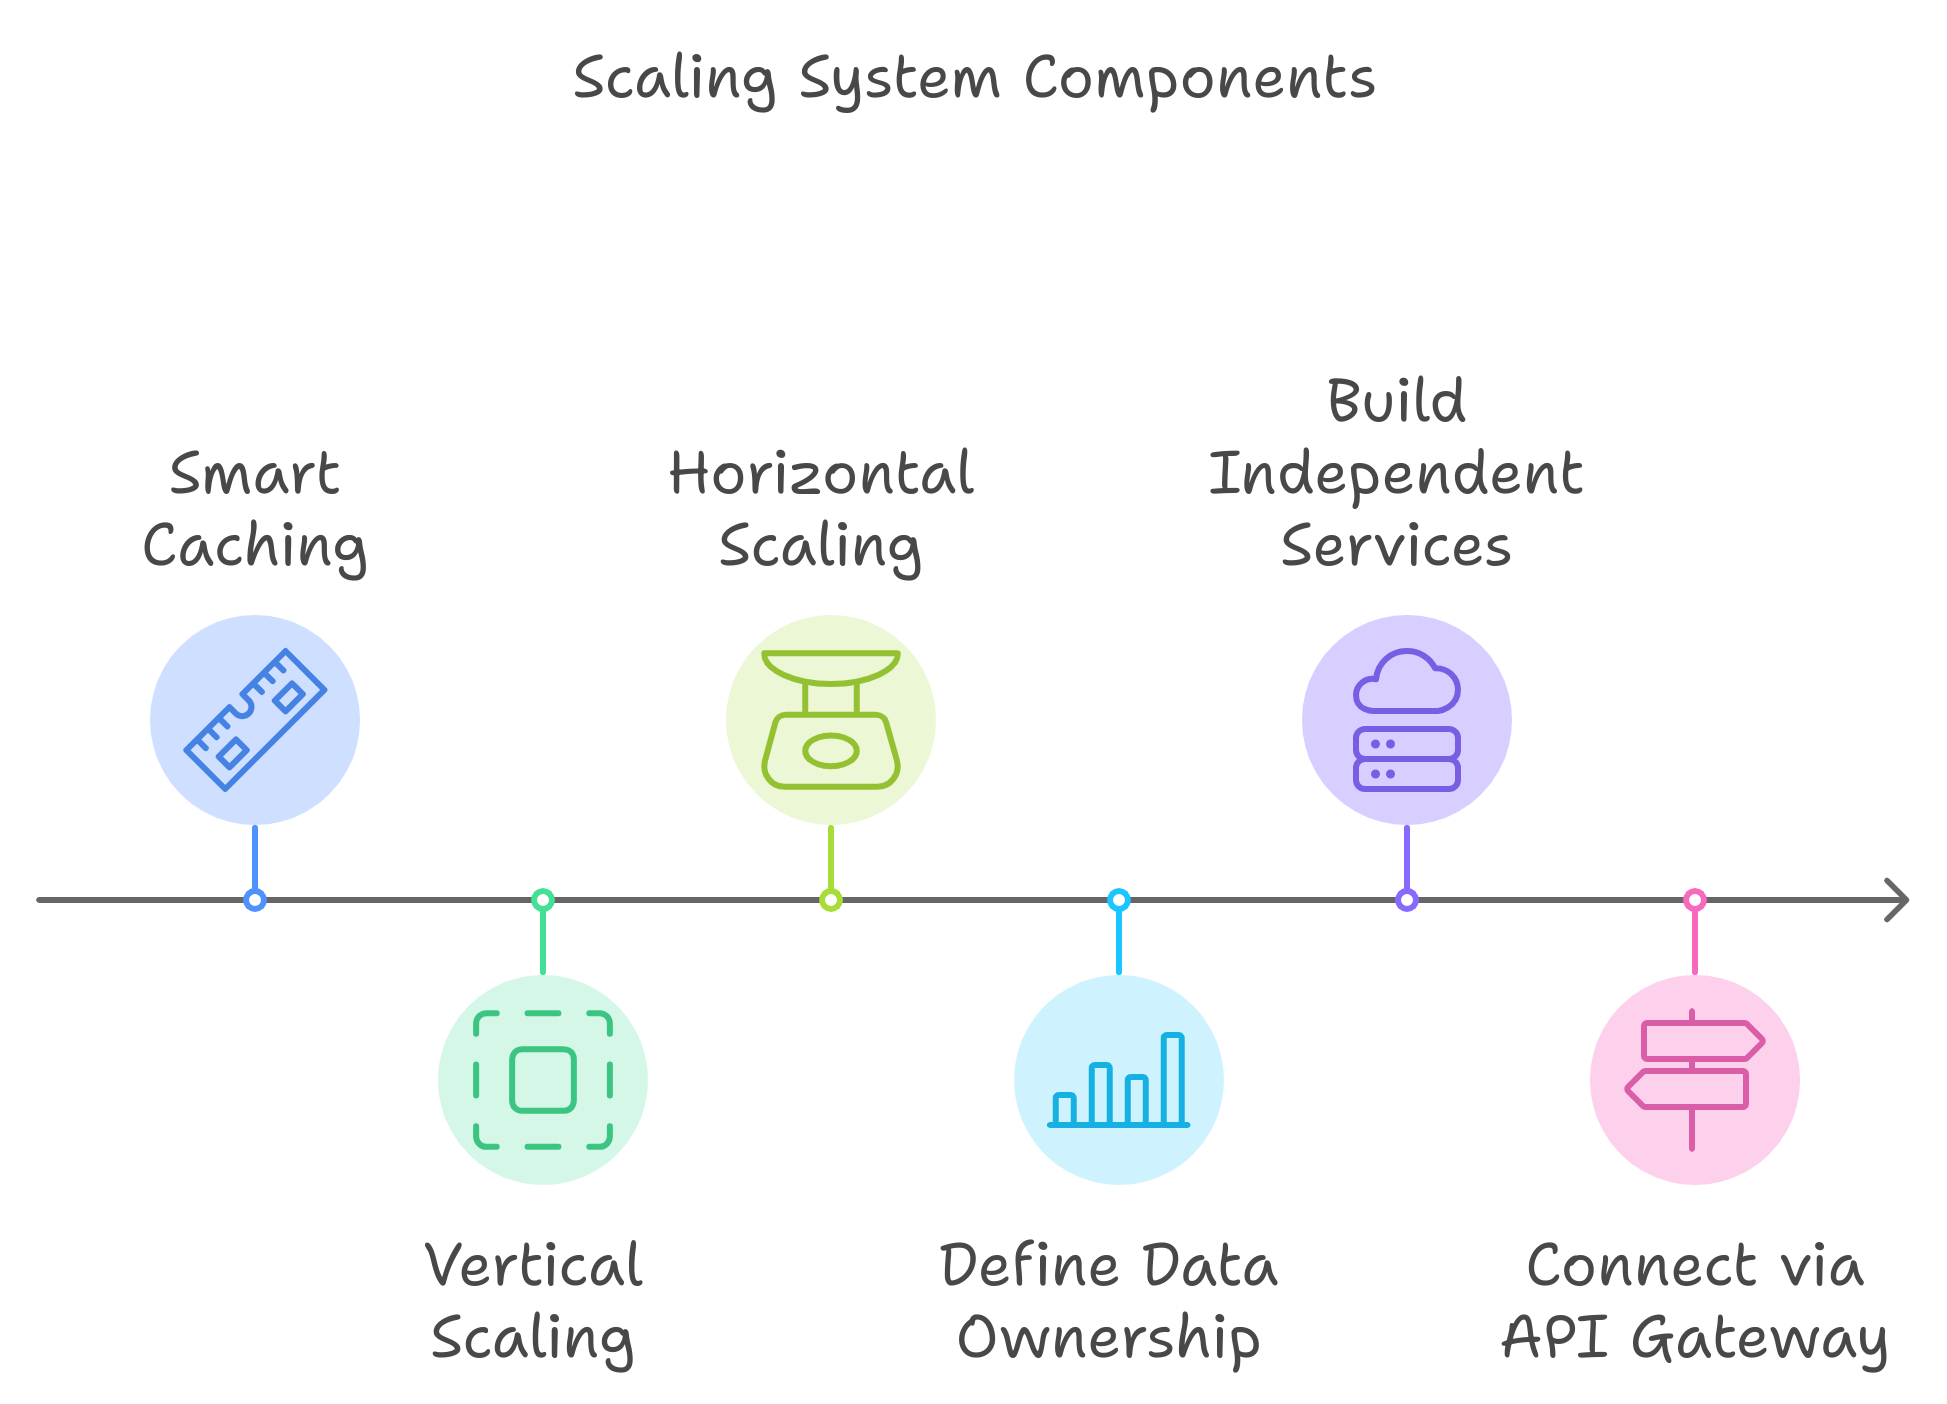 Scaling System Components
Smart
Caching
Vertical
Scaling
Horizontal
Scaling
Define Data
Ownership
Build
Independent
Services
Connect via
API Gateway